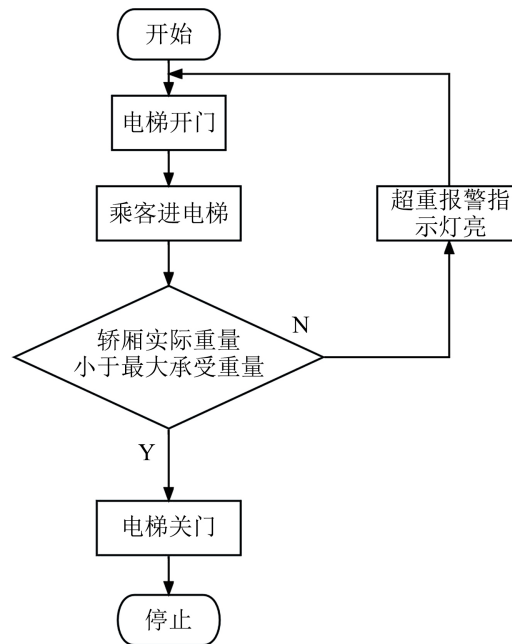 开始
电梯开门
乘客进电梯
超重报警指
示灯亮
轿厢实际重量
小于最大承受重量
N
Y
电梯关门
停止